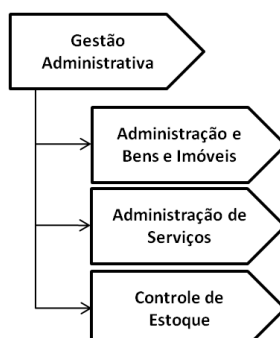 Gestão
Administrativa
Administração e
Bens e Imóveis
Administração de
Serviços
Controle de
Estoque